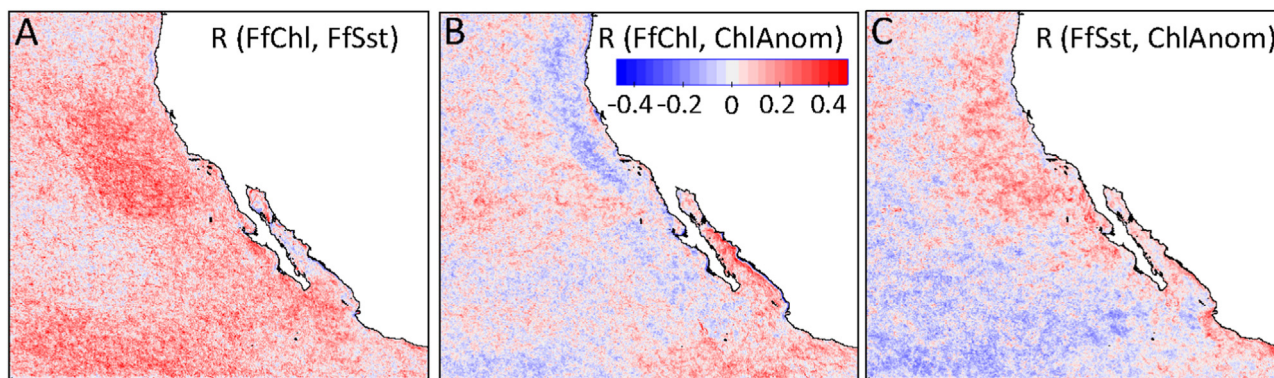 A
R (FfChl, FfSst)
B
R (FfChl, ChlAnom)
-0.4 -0.2 0 0.2 0.4
C
R (FfSst, ChlAnom)